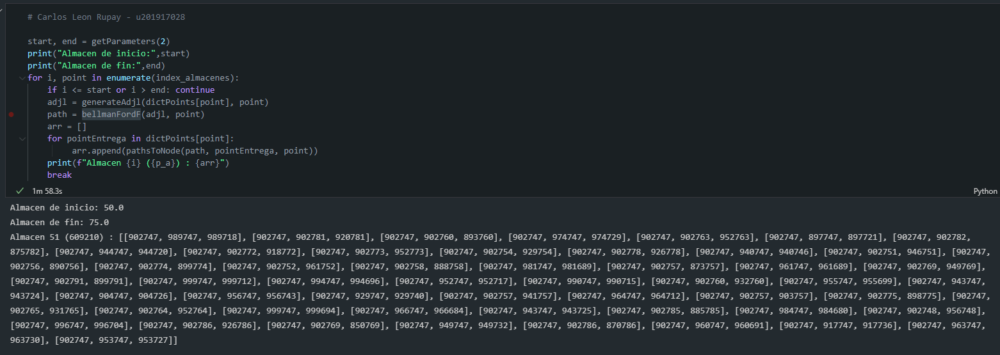 # Carlos Leon Rupay - u201917028
start, end = getParameters(2)
print("Almacen de inicio:",start)
print("Almacen de fin:",end)
for i, point in enumerate(index_almacenes):
    if i <= start or i > end: continue
    adjl = generateAdjl(dictPoints[point], point)
    path = bellmanFordF(adjl, point)
    arr = []
    for pointEntrega in dictPoints[point]:
         arr.append(pathsToNode(path, pointEntrega, point))
    print(f"Almacen {i} ({p_a}) : {arr}")
    break
1m 58.3s
Python
Almacen de inicio: 50.0
Almacen de fin: 75.0
Almacen 51 (609210) : [[902747, 989747, 989718], [902747, 902781, 920781], [902747, 902760, 893760], [902747, 974747, 974729], [902747, 902763, 952763], [902747, 897747, 897721], [902747, 902782,
875782], [902747, 944747, 944720], [902747, 902772, 918772], [902747, 902773, 952773], [902747, 902754, 929754], [902747, 902778, 926778], [902747, 940747, 940746], [902747, 902751, 946751], [902747,
902756, 890756], [902747, 902774, 899774], [902747, 902752, 961752], [902747, 902758, 888758], [902747, 981747, 981689], [902747, 902757, 873757], [902747, 961747, 961689], [902747, 902769, 949769],
[902747, 902791, 899791], [902747, 999747, 999712], [902747, 994747, 994696], [902747, 952747, 952717], [902747, 990747, 990715], [902747, 902760, 932760], [902747, 955747, 955699], [902747, 943747,
943724], [902747, 904747, 904726], [902747, 956747, 956743], [902747, 929747, 929740], [902747, 902757, 941757], [902747, 964747, 964712], [902747, 902757, 903757], [902747, 902775, 898775], [902747,
902765, 931765], [902747, 902764, 952764], [902747, 999747, 999694], [902747, 966747, 966684], [902747, 943747, 943725], [902747, 902785, 885785], [902747, 984747, 984680], [902747, 902748, 956748],
[902747, 996747, 996704], [902747, 902786, 926786], [902747, 902769, 850769], [902747, 949747, 949732], [902747, 902786, 870786], [902747, 960747, 960691], [902747, 917747, 917736], [902747, 963747,
963730], [902747, 953747, 953727]]